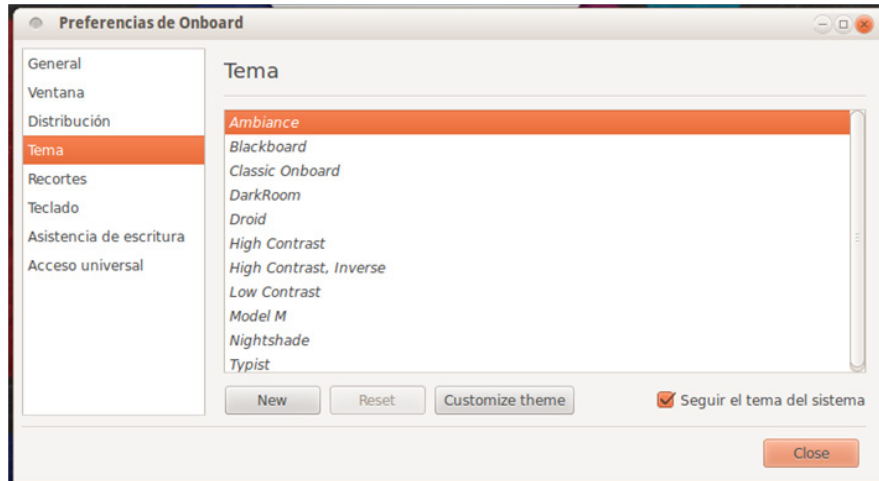 Preferencias de Onboard
General
Ventana
Distribución
Tema
Recortes
Teclado
Asistencia de escritura
Acceso universal
Tema
Ambiance
Blackboard
Classic Onboard
DarkRoom
Droid
High Contrast
High Contrast, Inverse
Low Contrast
Model M
Nightshade
Typist
New Reset Customize theme Seguir el tema del sistema
Close